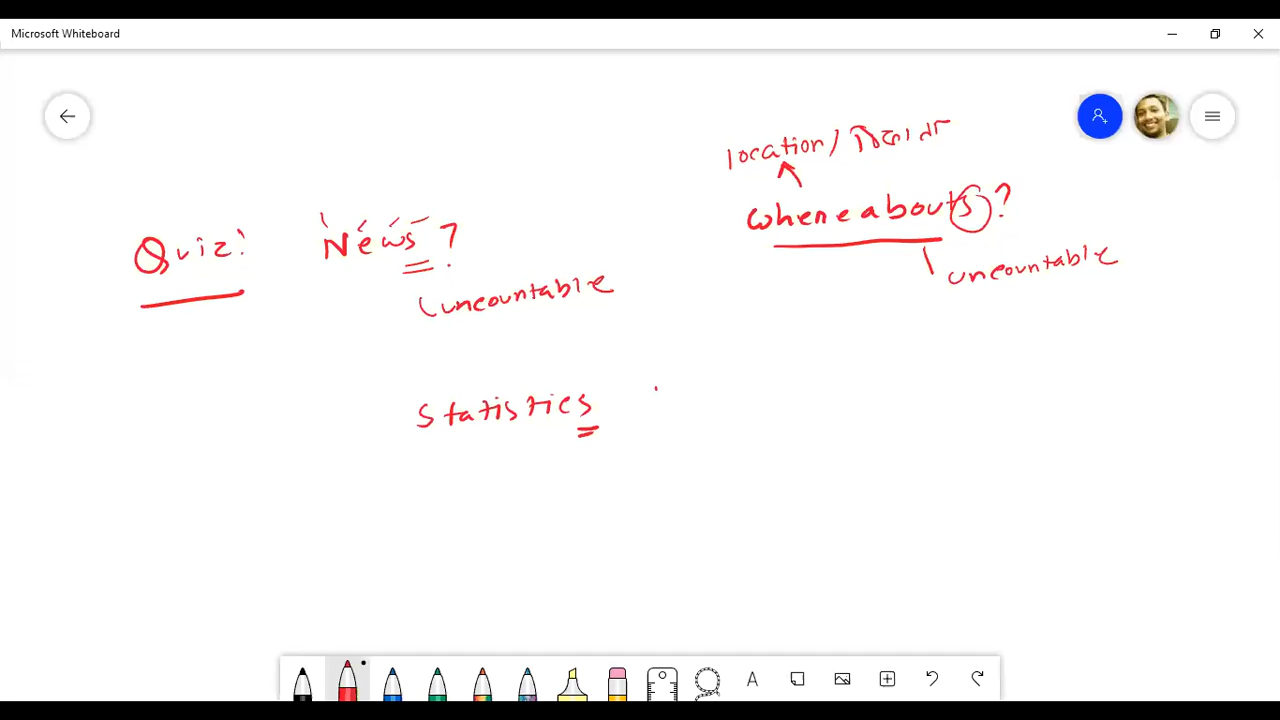 Microsoft Whiteboard
location/
Whereabouts?
uncountable
Quiz: News?
uncountable
Statistics